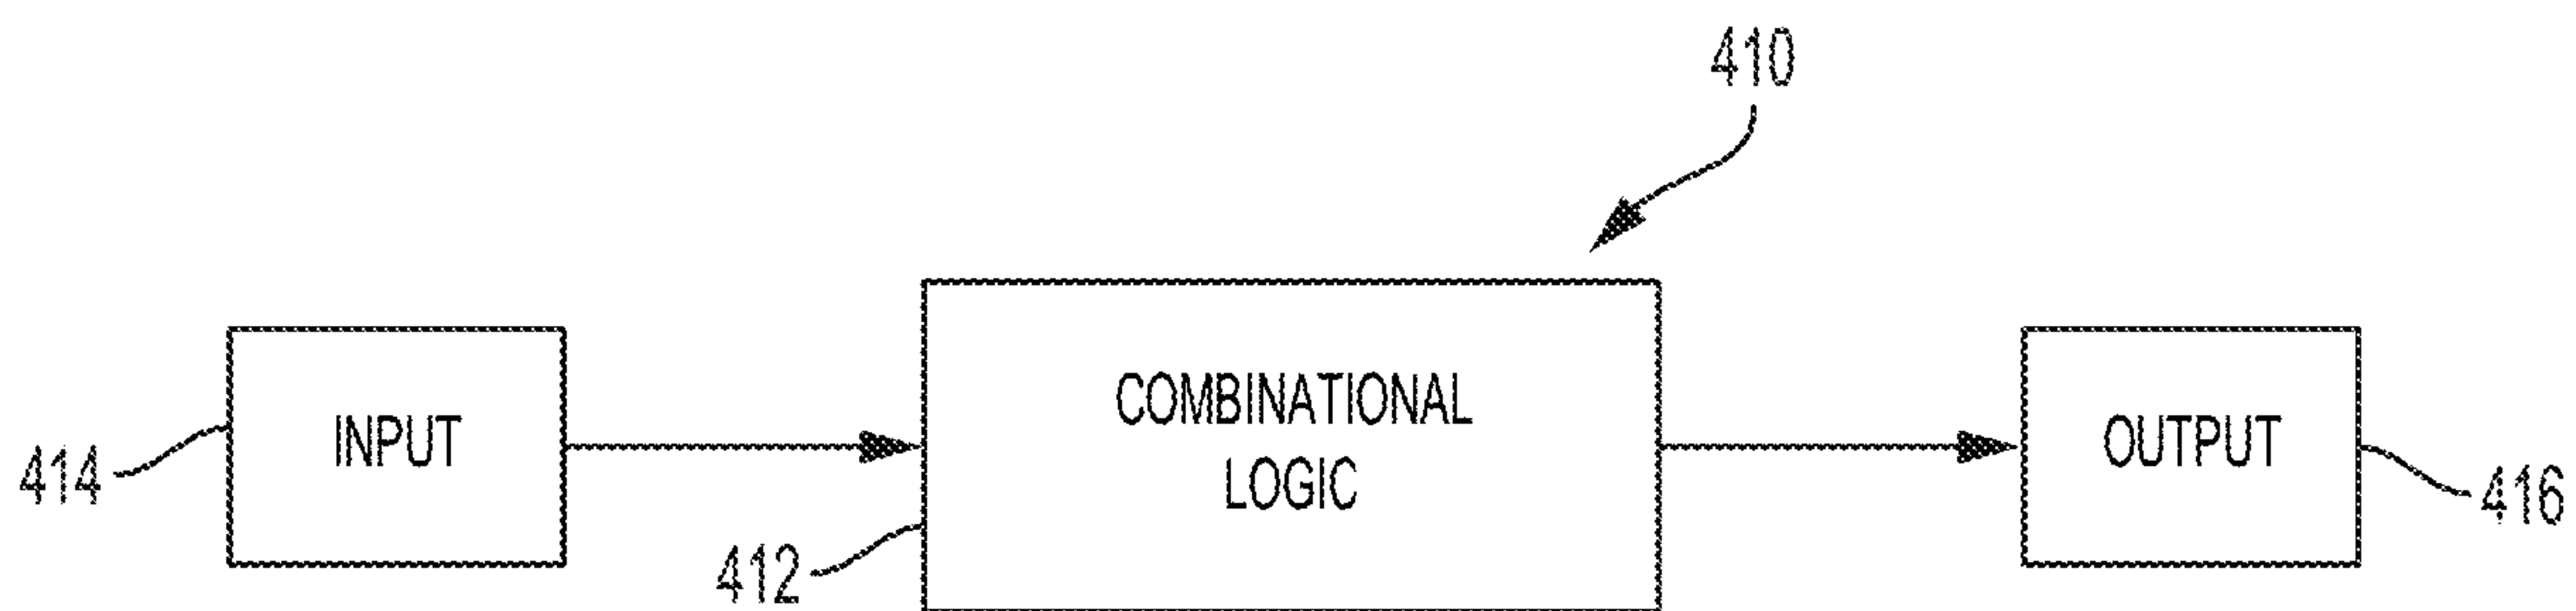 410
INPUT
COMBINATIONAL
LOGIC
OUTPUT
414
412
416